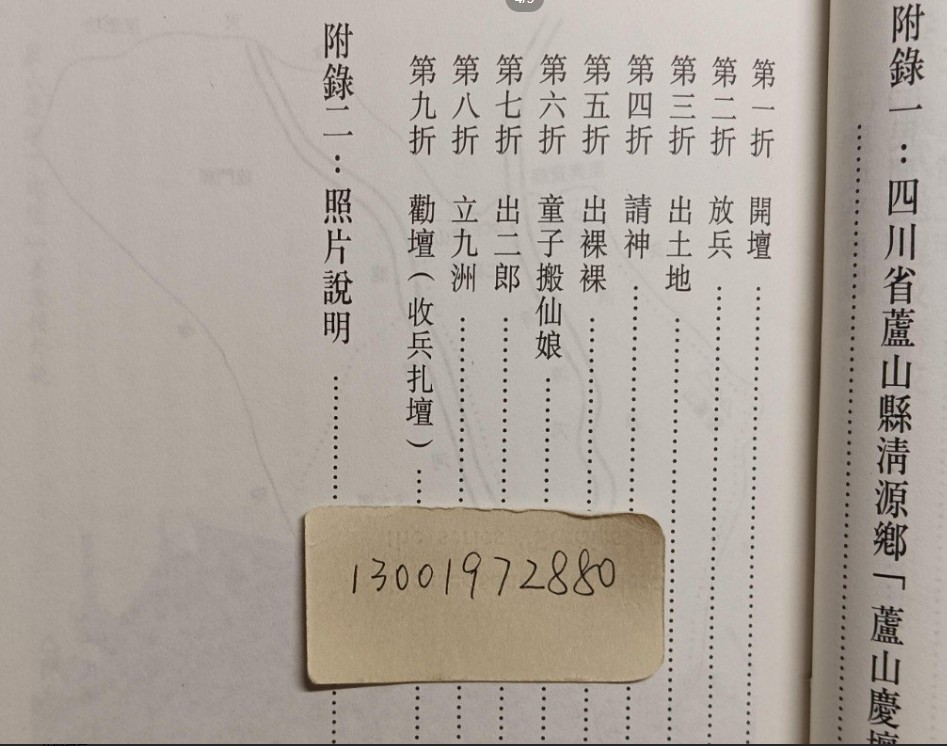 附錄一：四川省蘆山縣清源鄉「蘆山慶壇
第一折　開壇
第二折　放兵
第三折　出土地
第四折　請神
第五折　出裸裸
第六折　童子搬仙娘
第七折　出二郎
第八折　立九洲
第九折　勸壇（收兵扎壇）
附錄二：照片說明
13001972880
4/9